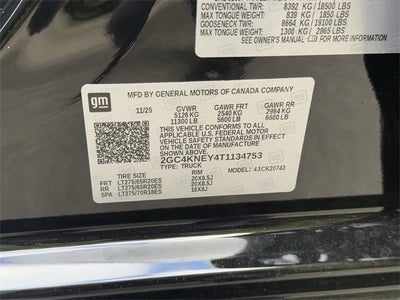 CONVENTIONAL TWR: 8392 KG / 18500 LBS
MAX TONGUE WEIGHT: 839 KG / 1850 LBS
GOOSENECK TWR: 8664 KG / 19100 LBS
MAX TONGUE WEIGHT: 1300 KG / 2865 LBS
SEE OWNER'S MANUAL FOR
gm
MFD BY GENERAL MOTORS OF CANADA COMPANY
11/25 GVWR GAWR FRT GAWR RR
5126 KG 2540 KG 2994 KG
11300 LB 5600 LB 6600 LB
THIS VEHICLE CONFORMS TO ALL APPLICABLE
U.S. FEDERAL MOTOR VEHICLE SAFETY
STANDARDS IN EFFECT ON THE DATE OF
MANUFACTURE SHOWN ABOVE.
2GC4KNEY4T1134753
TYPE: TRUCK
RIM MODEL: 4TCK20743
FRT LT275/65R20ES 20X8.5J
RR LT275/65R20ES 20X8.5J
SPA LT275/70R18ES 18X8J